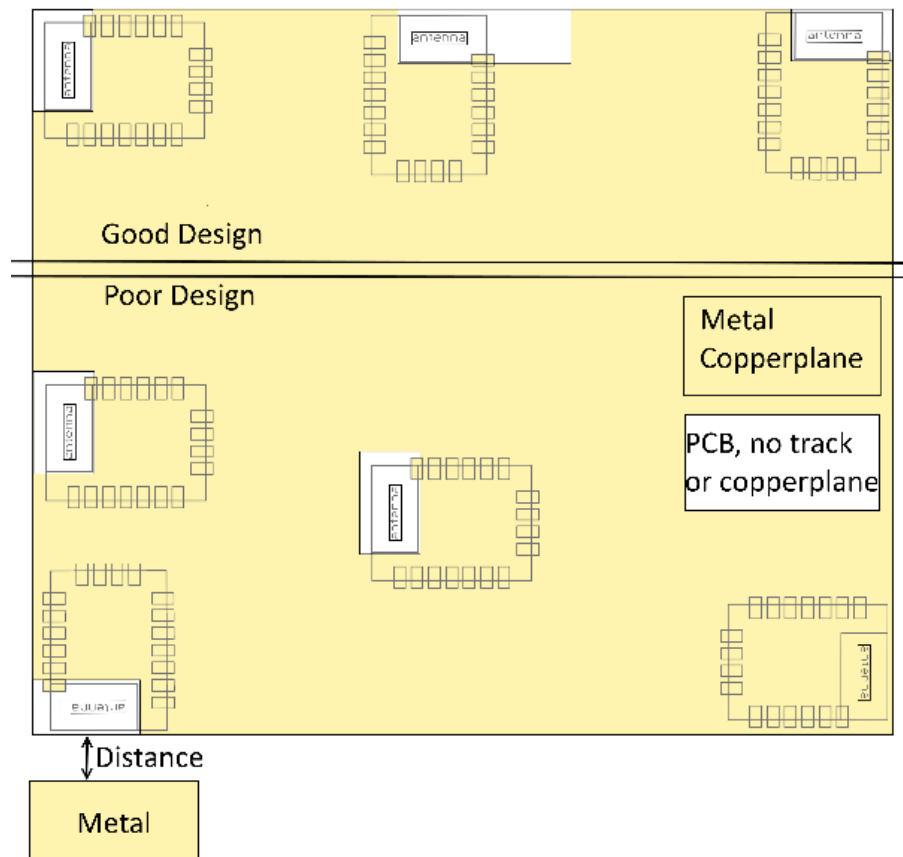 antenna
antenna
antenna
Good Design
Poor Design
Metal
Copperplane
antenna
PCB, no track
or copperplane
antenna
antenna
antenna
Distance
Metal